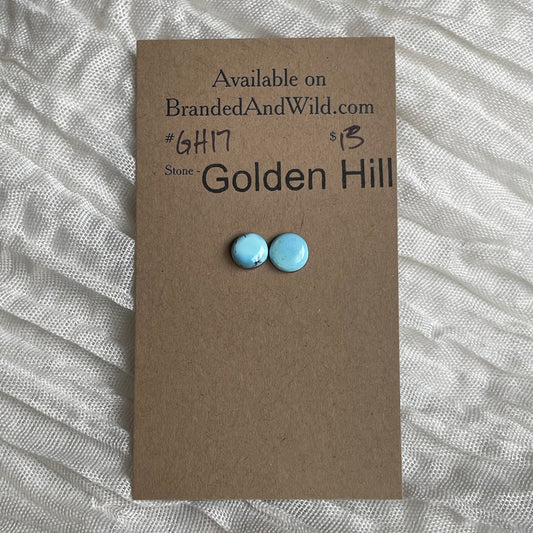 Available on
BrandedAndWild.com
# GH17 $ 13
Stone - Golden Hill